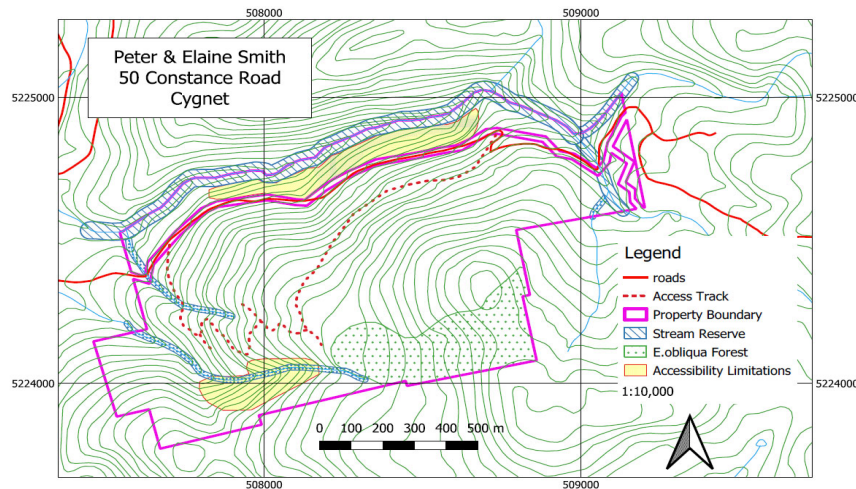 508000
509000
Peter & Elaine Smith
50 Constance Road
Cygnet
5225000
5225000
Legend
roads
Access Track
Property Boundary
Stream Reserve
E.obliqua Forest
Accessibility Limitations
1:10,000
5224000
5224000
0 100 200 300 400 500 m
508000
509000